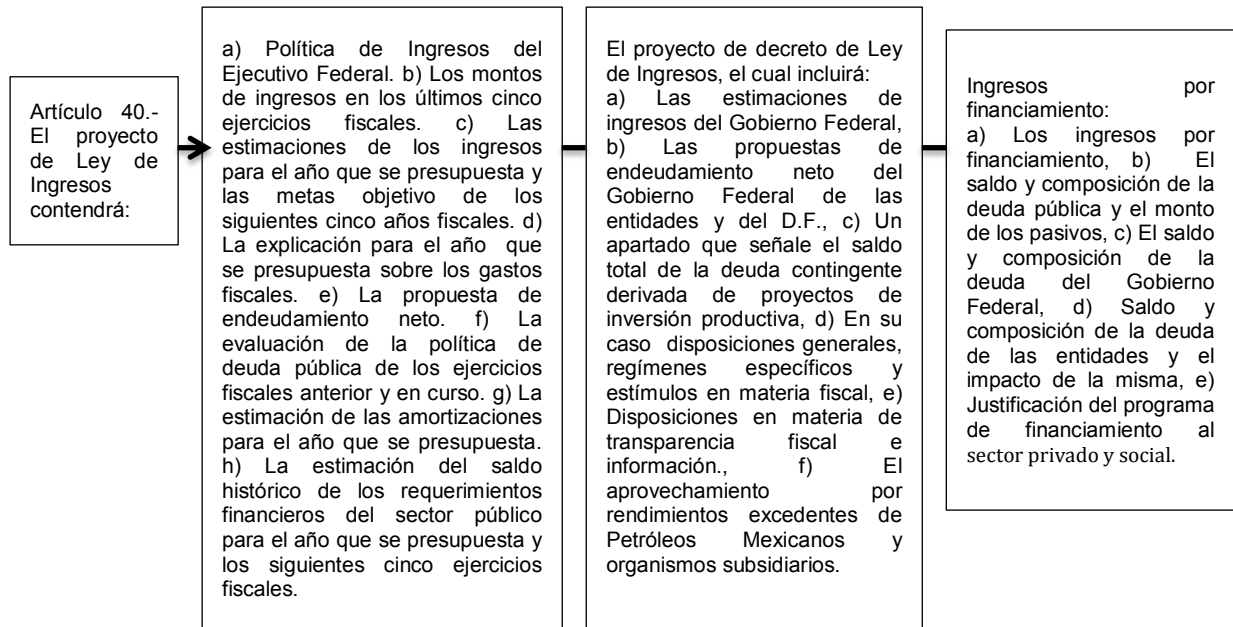 Artículo 40.-
El proyecto
de Ley de
Ingresos
contendrá:
a) Política de Ingresos del
Ejecutivo Federal. b) Los montos
de ingresos en los últimos cinco
ejercicios fiscales. c) Las
estimaciones de los ingresos
para el año que se presupuesta y
las metas objetivo de los
siguientes cinco años fiscales. d)
La explicación para el año que
se presupuesta sobre los gastos
fiscales. e) La propuesta de
endeudamiento neto. f) La
evaluación de la política de
deuda pública de los ejercicios
fiscales anterior y en curso. g) La
estimación de las amortizaciones
para el año que se presupuesta.
h) La estimación del saldo
histórico de los requerimientos
financieros del sector público
para el año que se presupuesta y
los siguientes cinco ejercicios
fiscales.
El proyecto de decreto de Ley
de Ingresos, el cual incluirá:
a) Las estimaciones de
ingresos del Gobierno Federal,
b) Las propuestas de
endeudamiento neto del
Gobierno Federal de las
entidades y del D.F., c) Un
apartado que señale el saldo
total de la deuda contingente
derivada de proyectos de
inversión productiva, d) En su
caso disposiciones generales,
regímenes específicos y
estímulos en materia fiscal, e)
Disposiciones en materia de
transparencia fiscal e
información., f) El
aprovechamiento por
rendimientos excedentes de
Petróleos Mexicanos y
organismos subsidiarios.
Ingresos por
financiamiento:
a) Los ingresos por
financiamiento, b) El
saldo y composición de la
deuda pública y el monto
de los pasivos, c) El saldo
y composición de la
deuda del Gobierno
Federal, d) Saldo y
composición de la deuda
de las entidades y el
impacto de la misma, e)
Justificación del programa
de financiamiento al
sector privado y social.